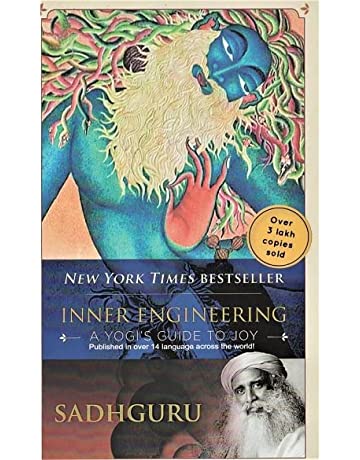 Over
3 lakh
copies
sold
NEW YORK TIMES BESTSELLER
INNER ENGINEERING
A YOGI'S GUIDE TO JOY
Published in over 14 language across the world!
SADHGURU